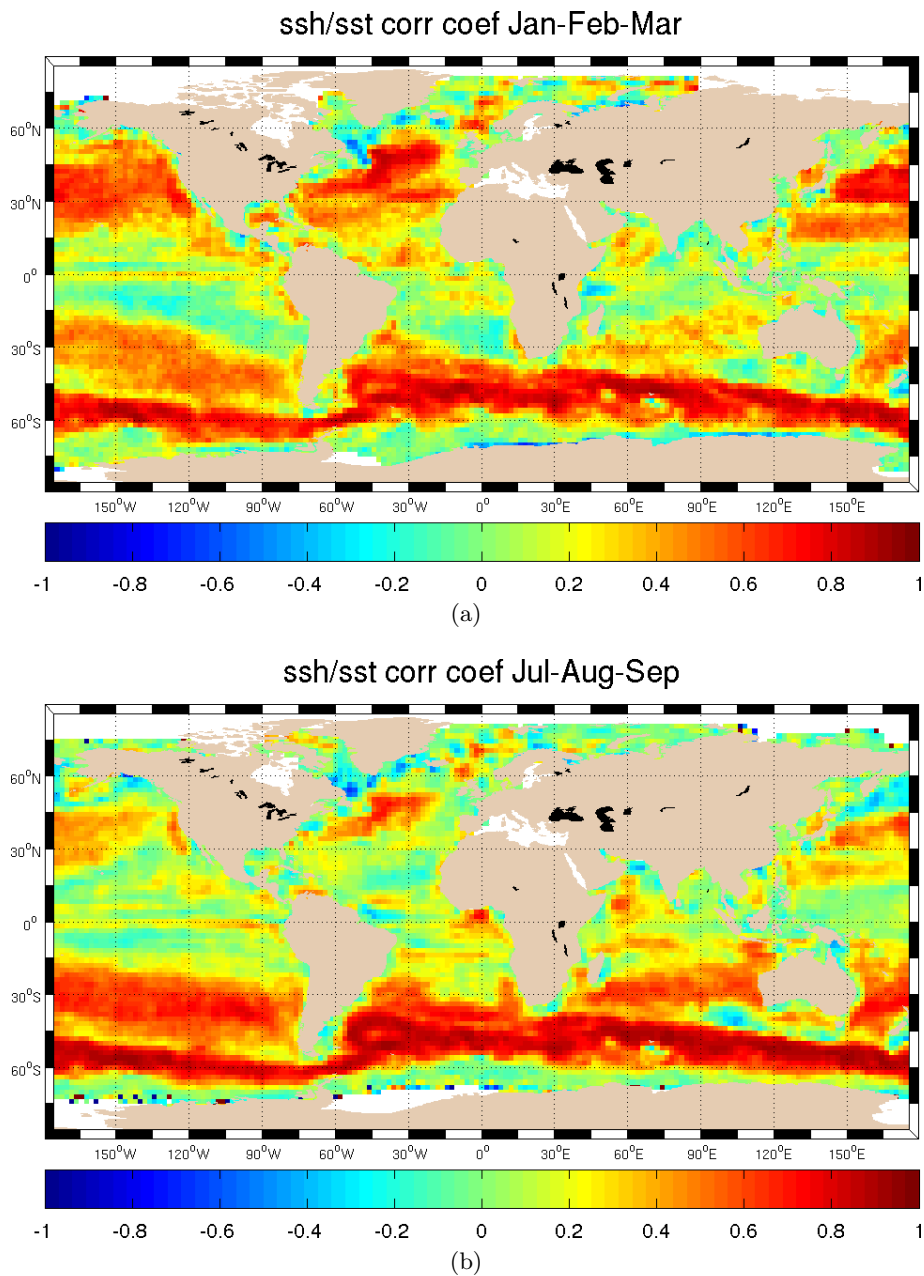 ssh/sst corr coef Jan-Feb-Mar
60°N
30°N
0°
30°S
60°S
150°W 120°W 90°W 60°W 30°W 0° 30°E 60°E 90°E 120°E 150°E
-1 -0.8 -0.6 -0.4 -0.2 0 0.2 0.4 0.6 0.8 1
(a)
ssh/sst corr coef Jul-Aug-Sep
60°N
30°N
0°
30°S
60°S
150°W 120°W 90°W 60°W 30°W 0° 30°E 60°E 90°E 120°E 150°E
-1 -0.8 -0.6 -0.4 -0.2 0 0.2 0.4 0.6 0.8 1
(b)